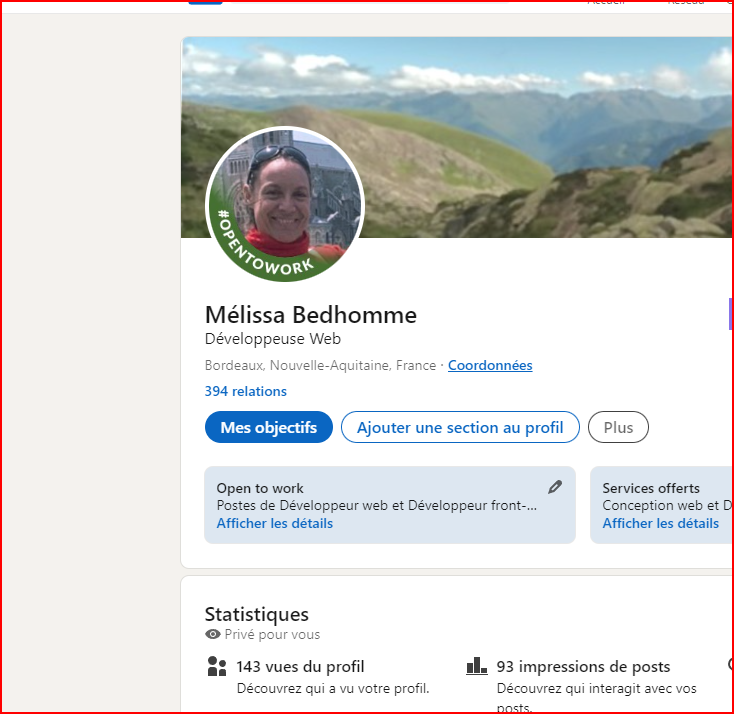 #OPENTOWORK
Mélissa Bedhomme
Développeuse Web
Bordeaux, Nouvelle-Aquitaine, France · Coordonnées
394 relations
Mes objectifs Ajouter une section au profil Plus
Open to work
Postes de Développeur web et Développeur front-...
Afficher les détails
Services offerts
Conception web et D
Afficher les détails
Statistiques
Privé pour vous
143 vues du profil
Découvrez qui a vu votre profil.
93 impressions de posts
Découvrez qui interagit avec vos
posts.